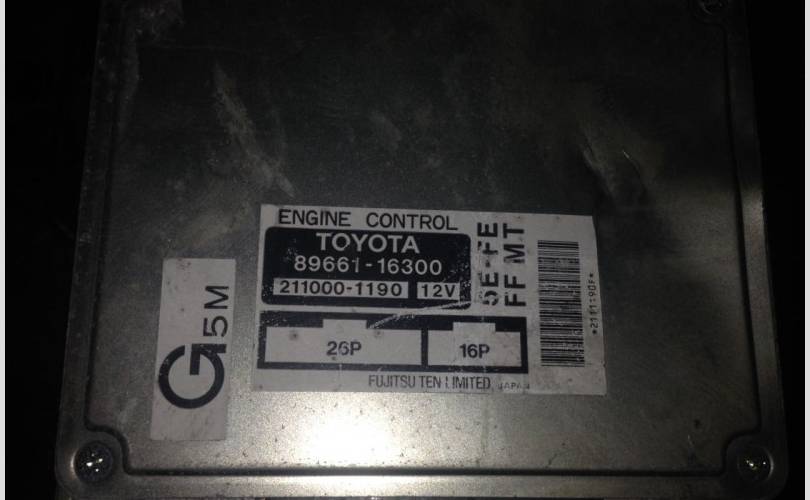 ENGINE CONTROL
TOYOTA
89661-16300
211000-1190 12V
5E-FE
FF MT
26P 16P
FUJITSU TEN LIMITED, JAPAN
*2111190F*
G 5M